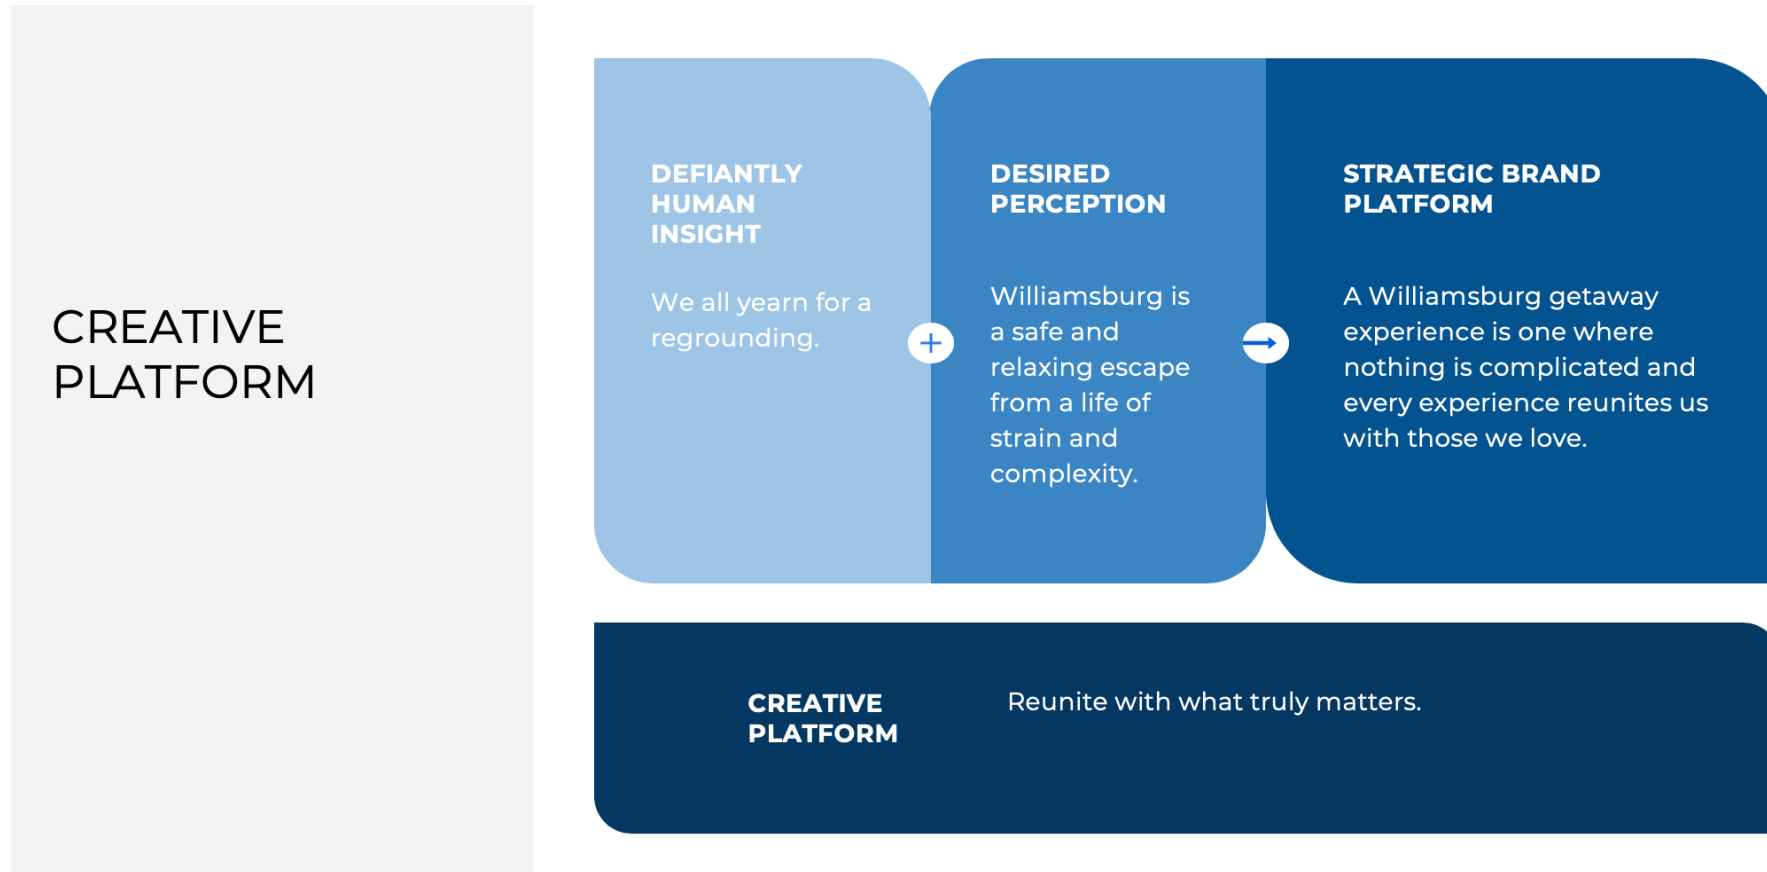 CREATIVE
PLATFORM
DEFIANTLY
HUMAN
INSIGHT
We all yearn for a
regrounding.
DESIRED
PERCEPTION
Williamsburg is
a safe and
relaxing escape
from a life of
strain and
complexity.
STRATEGIC BRAND
PLATFORM
A Williamsburg getaway
experience is one where
nothing is complicated and
every experience reunites us
with those we love.
CREATIVE
PLATFORM
Reunite with what truly matters.